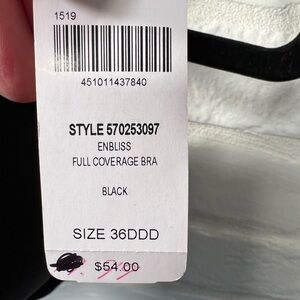 1519
451011437840
STYLE 570253097
ENBLISS
FULL COVERAGE BRA
BLACK
SIZE 36DDD
$54.00